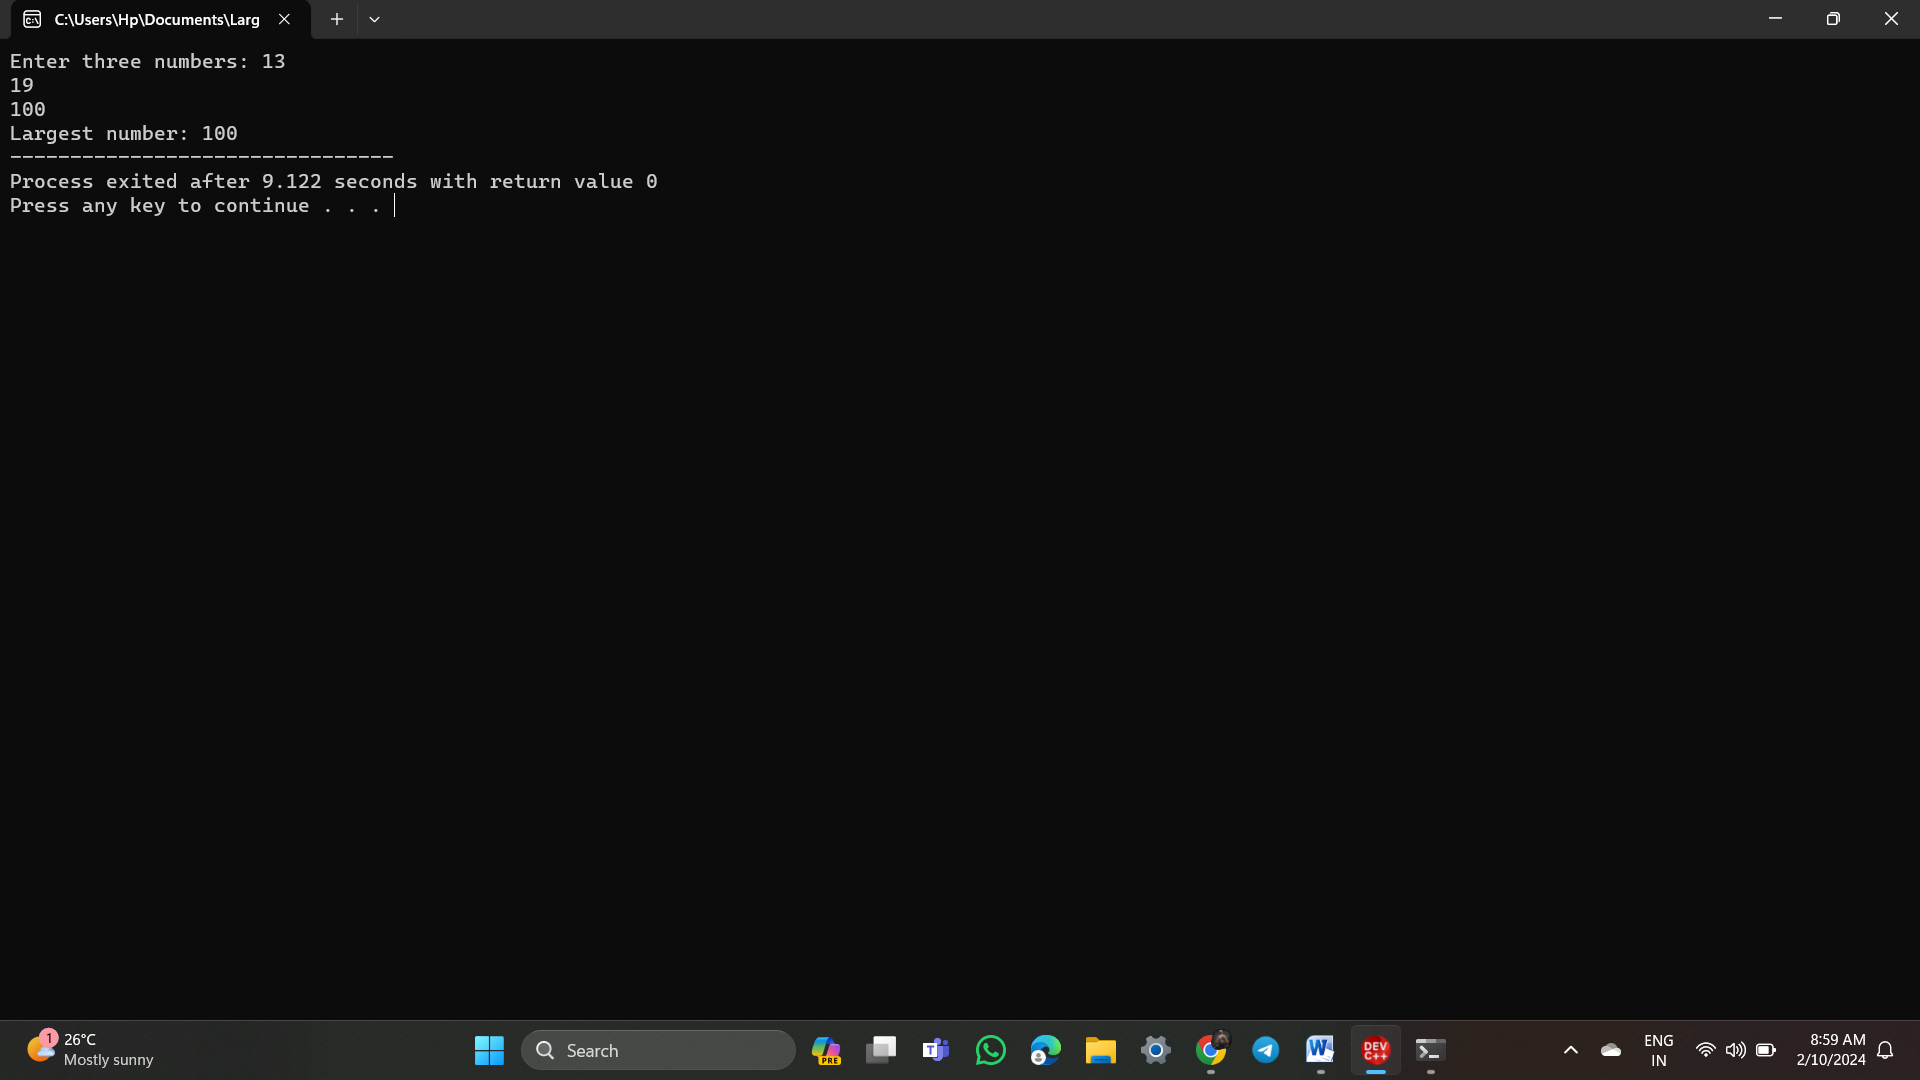 C:\Users\Hp\Documents\Larg
Enter three numbers: 13
19
100
Largest number: 100
--------------------------------
Process exited after 9.122 seconds with return value 0
Press any key to continue . . .
1
26°C
Mostly sunny
Search
PRE
T
W
DEV
C++
ENG
IN
8:59 AM
2/10/2024